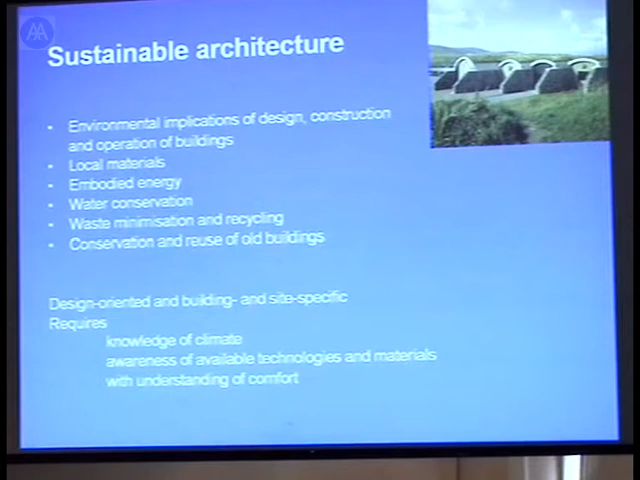 AA
Sustainable architecture
• Environmental implications of design, construction
and operation of buildings
• Local materials
• Embodied energy
• Water conservation
• Waste minimisation and recycling
• Conservation and reuse of old buildings
Design-oriented and building- and site-specific
Requires
knowledge of climate
awareness of available technologies and materials
with understanding of comfort